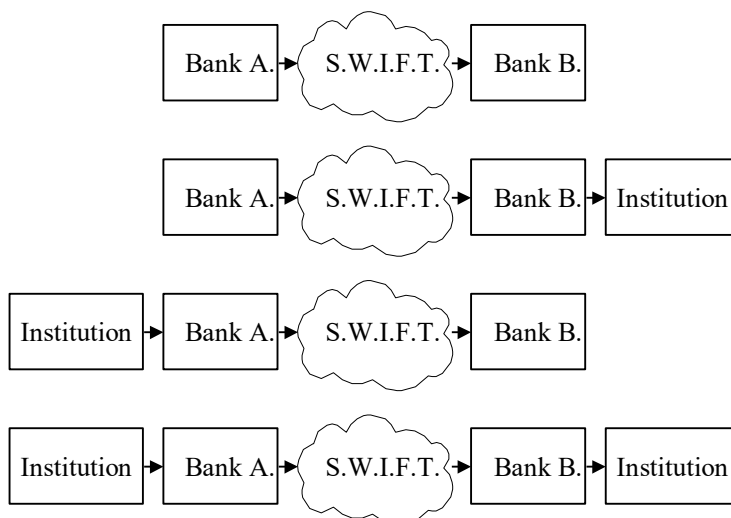 Bank A. S.W.I.F.T. Bank B.
Bank A. S.W.I.F.T. Bank B. Institution
Institution Bank A. S.W.I.F.T. Bank B.
Institution Bank A. S.W.I.F.T. Bank B. Institution